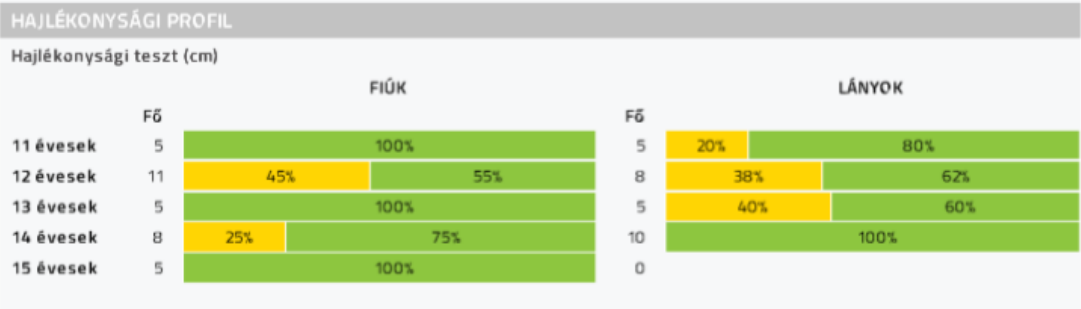 HAJLÉKONYSÁGI PROFIL
Hajlékonysági teszt (cm)
FIÚK LÁNYOK
Fő Fő
11 évesek 5 100% 5 20% 80%
12 évesek 11 45% 55% 8 38% 62%
13 évesek 5 100% 5 40% 60%
14 évesek 8 25% 75% 10 100%
15 évesek 5 100% 0